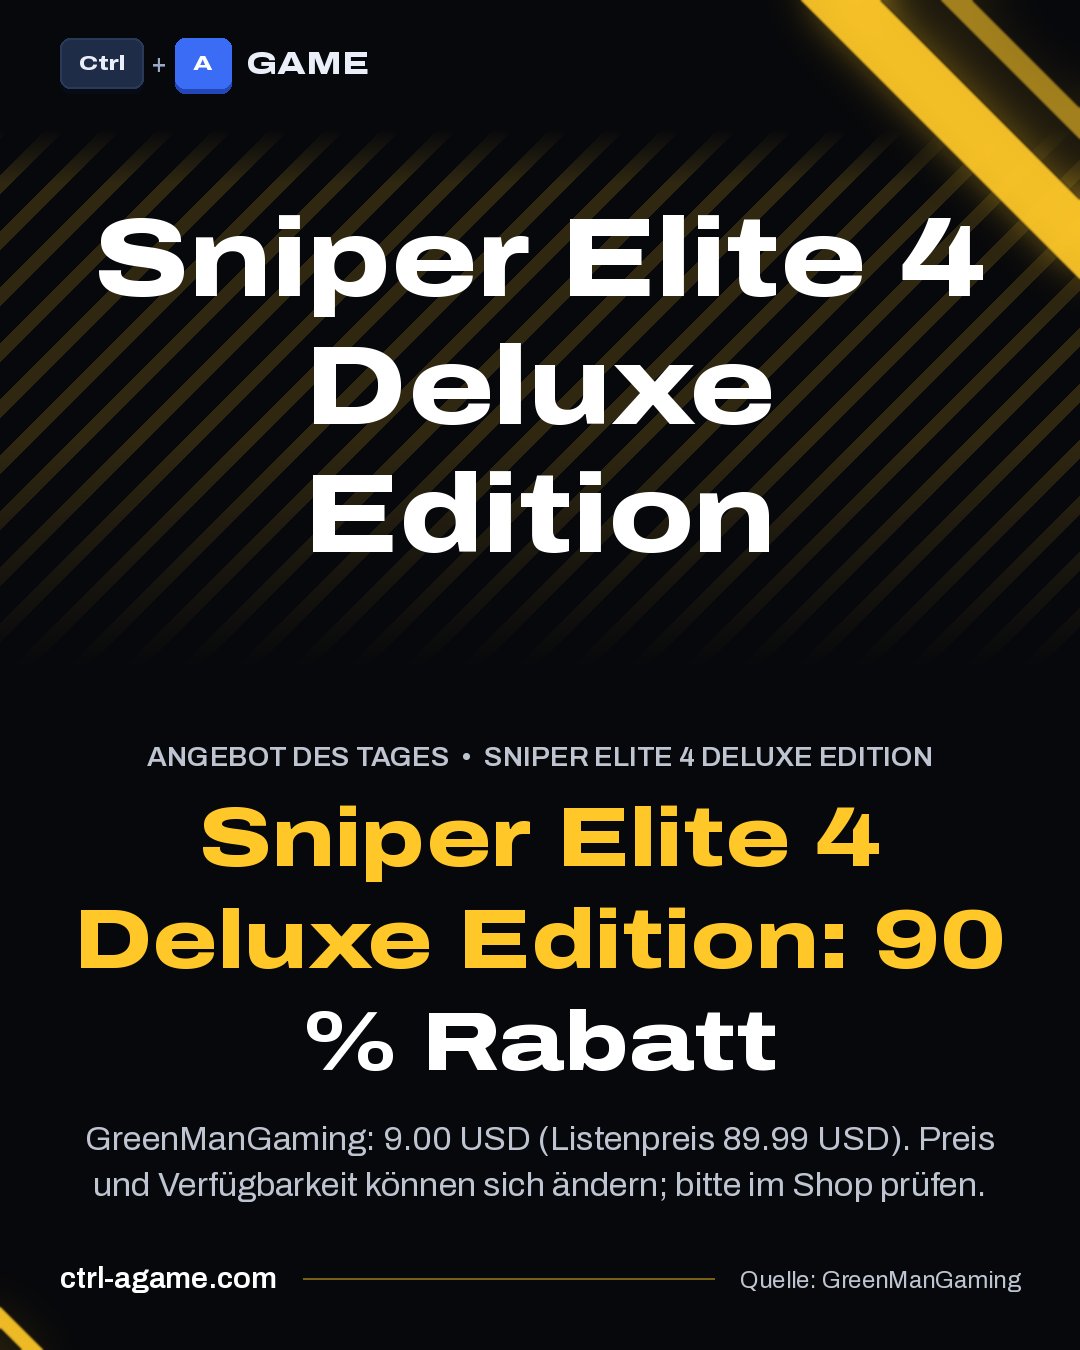 Ctrl + A GAME
Sniper Elite 4
Deluxe
Edition
ANGEBOT DES TAGES • SNIPER ELITE 4 DELUXE EDITION
Sniper Elite 4
Deluxe Edition: 90
% Rabatt
GreenManGaming: 9.00 USD (Listenpreis 89.99 USD). Preis
und Verfügbarkeit können sich ändern; bitte im Shop prüfen.
ctrl-agame.com
Quelle: GreenManGaming